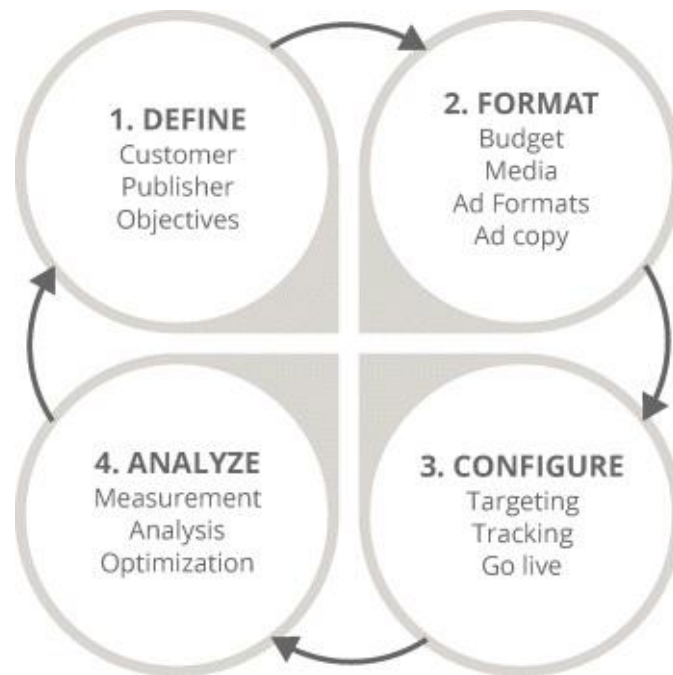 1. DEFINE
Customer
Publisher
Objectives
2. FORMAT
Budget
Media
Ad Formats
Ad copy
3. CONFIGURE
Targeting
Tracking
Go live
4. ANALYZE
Measurement
Analysis
Optimization